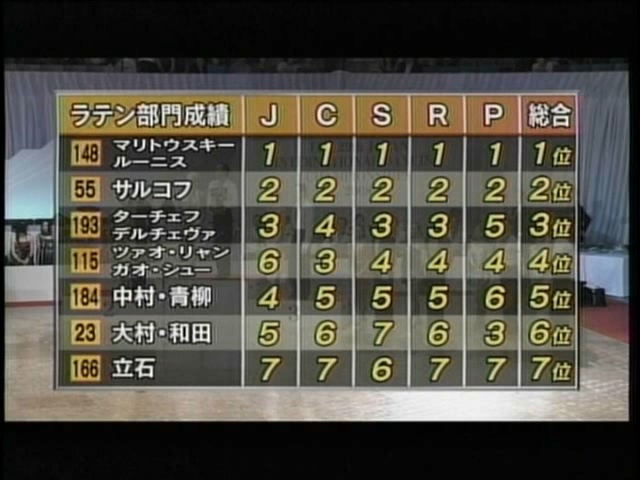 ラテン部門成績 J C S R P 総合
148 マリトウスキー ルーニス 1 1 1 1 1 1位
55 サルコフ 2 2 2 2 2 2位
193 ターチェフ デルチェヴァ 3 4 3 3 5 3位
115 ツァオ・リャン ガオ・シュー 6 3 4 4 4 4位
184 中村・青柳 4 5 5 5 6 5位
23 大村・和田 5 6 7 6 3 6位
166 立石 7 7 6 7 7 7位